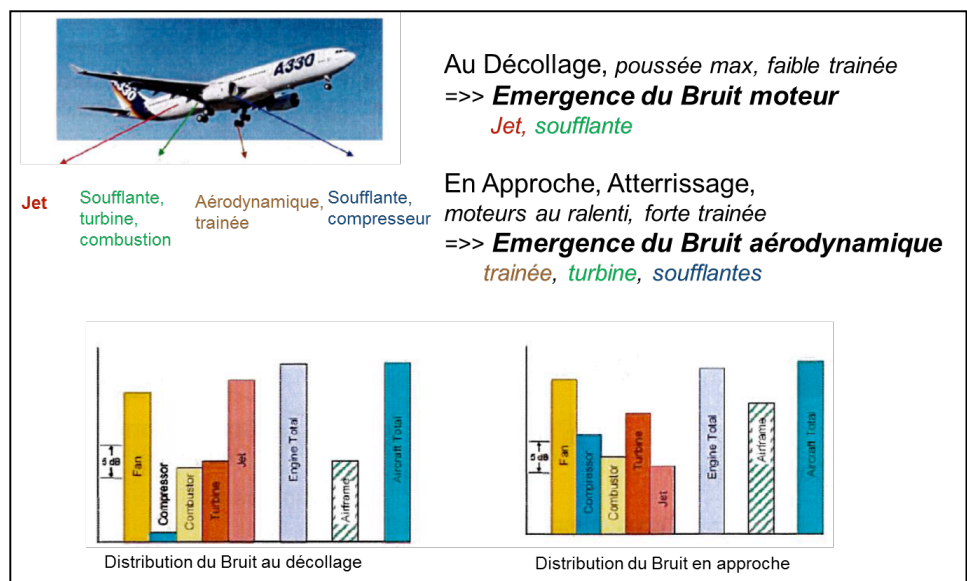 A330
Au Décollage, poussée max, faible trainée
=>> Emergence du Bruit moteur
Jet, soufflante
Jet
Soufflante,
turbine,
combustion
Aérodynamique,
trainée
Soufflante,
compresseur
En Approche, Atterrissage,
moteurs au ralenti, forte trainée
=>> Emergence du Bruit aérodynamique
trainée, turbine, soufflantes
5 dB
Fan
Compressor
Combustor
Turbine
Jet
Engine Total
Airframe
Aircraft Total
Distribution du Bruit au décollage
5 dB
Fan
Compressor
Combustor
Turbine
Jet
Engine Total
Airframe
Aircraft Total
Distribution du Bruit en approche